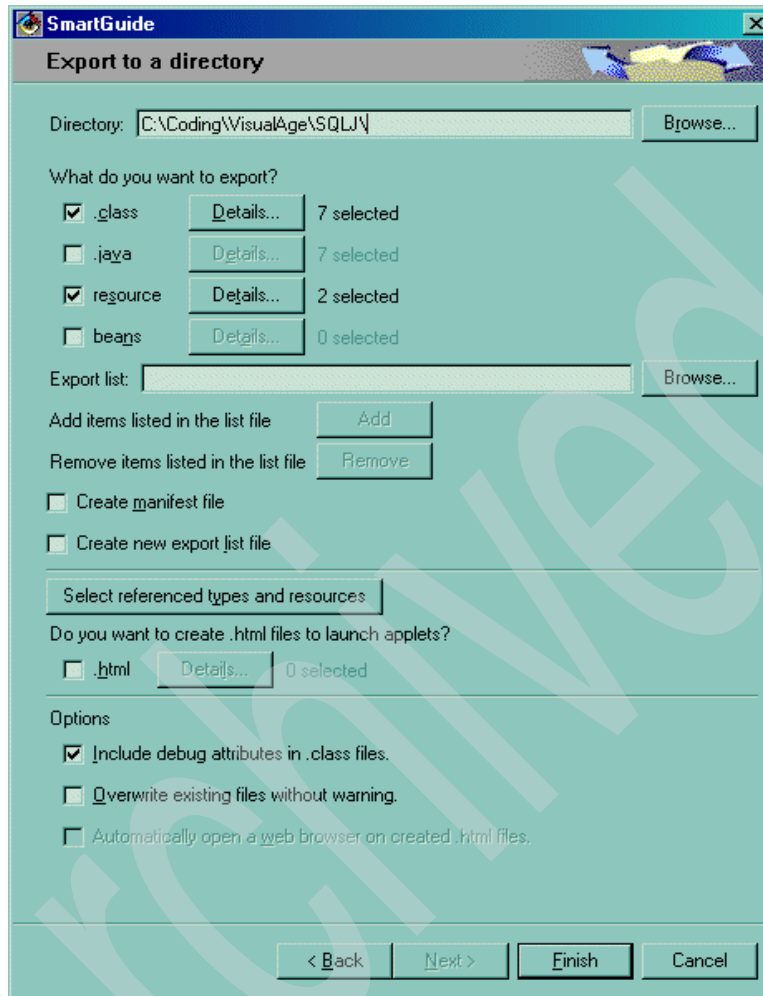 SmartGuide
Export to a directory
Directory: C:\Coding\VisualAge\SQLJ\ Browse...
What do you want to export?
.class Details... 7 selected
.java Details... 7 selected
resource Details... 2 selected
beans Details... 0 selected
Export list: Browse...
Add items listed in the list file Add
Remove items listed in the list file Remove
Create manifest file
Create new export list file
Select referenced types and resources
Do you want to create .html files to launch applets?
.html Details... 0 selected
Options
Include debug attributes in .class files.
Overwrite existing files without warning.
Automatically open a web browser on created .html files.
< Back Next > Finish Cancel
rchived